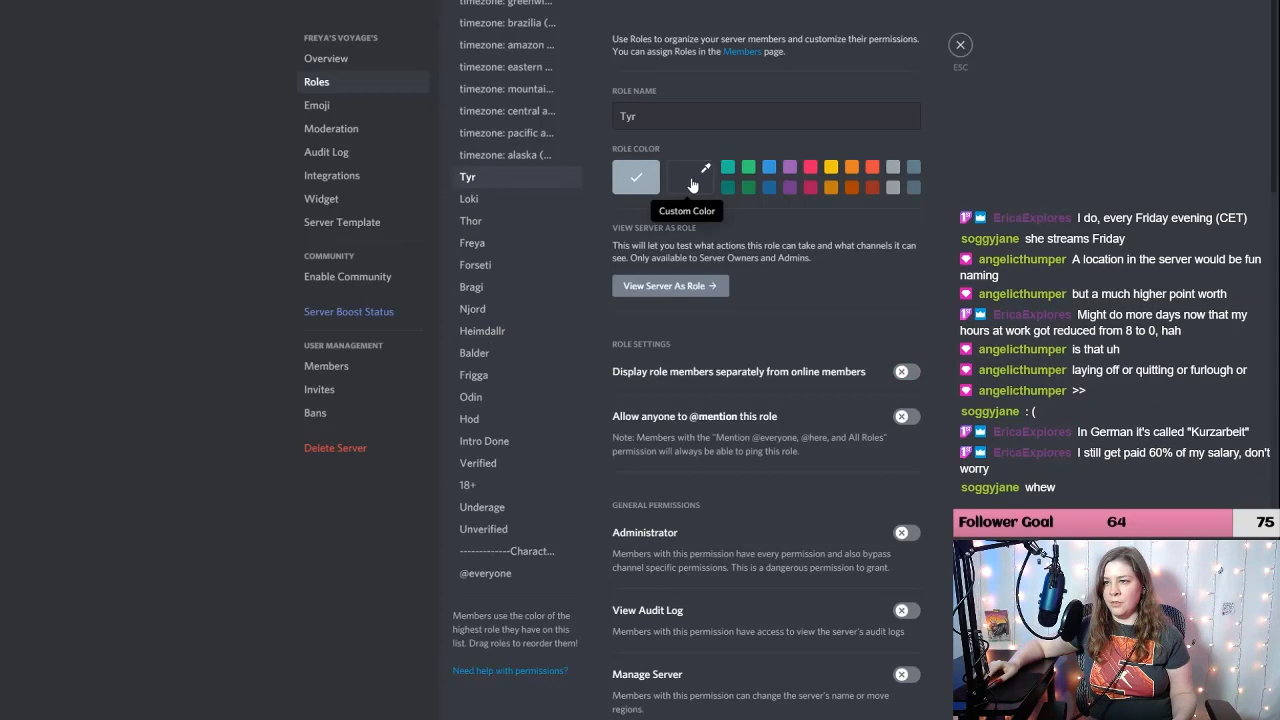 FREYA'S VOYAGE'S
Overview
Roles
Emoji
Moderation
Audit Log
Integrations
Widget
Server Template
COMMUNITY
Enable Community
Server Boost Status
USER MANAGEMENT
Members
Invites
Bans
Delete Server
timezone: greenwi...
timezone: brazilia (...
timezone: amazon ...
timezone: eastern ...
timezone: mountai...
timezone: central a...
timezone: pacific a...
timezone: alaska (...
Tyr
Loki
Thor
Freya
Forseti
Bragi
Njord
Heimdallr
Balder
Frigga
Odin
Hod
Intro Done
Verified
18+
Underage
Unverified
-------------Charact...
@everyone
Members use the color of the
highest role they have on this
list. Drag roles to reorder them!
Need help with permissions?
Use Roles to organize your server members and customize their permissions.
You can assign Roles in the Members page.
ROLE NAME
Tyr
ROLE COLOR
Custom Color
VIEW SERVER AS ROLE
This will let you test what actions this role can take and what channels it can
see. Only available to Server Owners and Admins.
View Server As Role →
ROLE SETTINGS
Display role members separately from online members
Allow anyone to @mention this role
Note: Members with the "Mention @everyone, @here, and All Roles"
permission will always be able to ping this role.
GENERAL PERMISSIONS
Administrator
Members with this permission have every permission and also bypass
channel specific permissions. This is a dangerous permission to grant.
View Audit Log
Members with this permission have access to view the server's audit logs
Manage Server
Members with this permission can change the server's name or move
regions.
ESC
EricaExplores I do, every Friday evening (CET)
soggyjane she streams Friday
angelicthumper A location in the server would be fun
naming
angelicthumper but a much higher point worth
EricaExplores Might do more days now that my
hours at work got reduced from 8 to 0, hah
angelicthumper is that uh
angelicthumper laying off or quitting or furlough or
angelicthumper >>
soggyjane : (
EricaExplores In German it's called "Kurzarbeit"
EricaExplores I still get paid 60% of my salary, don't
worry
soggyjane whew
Follower Goal 64 75